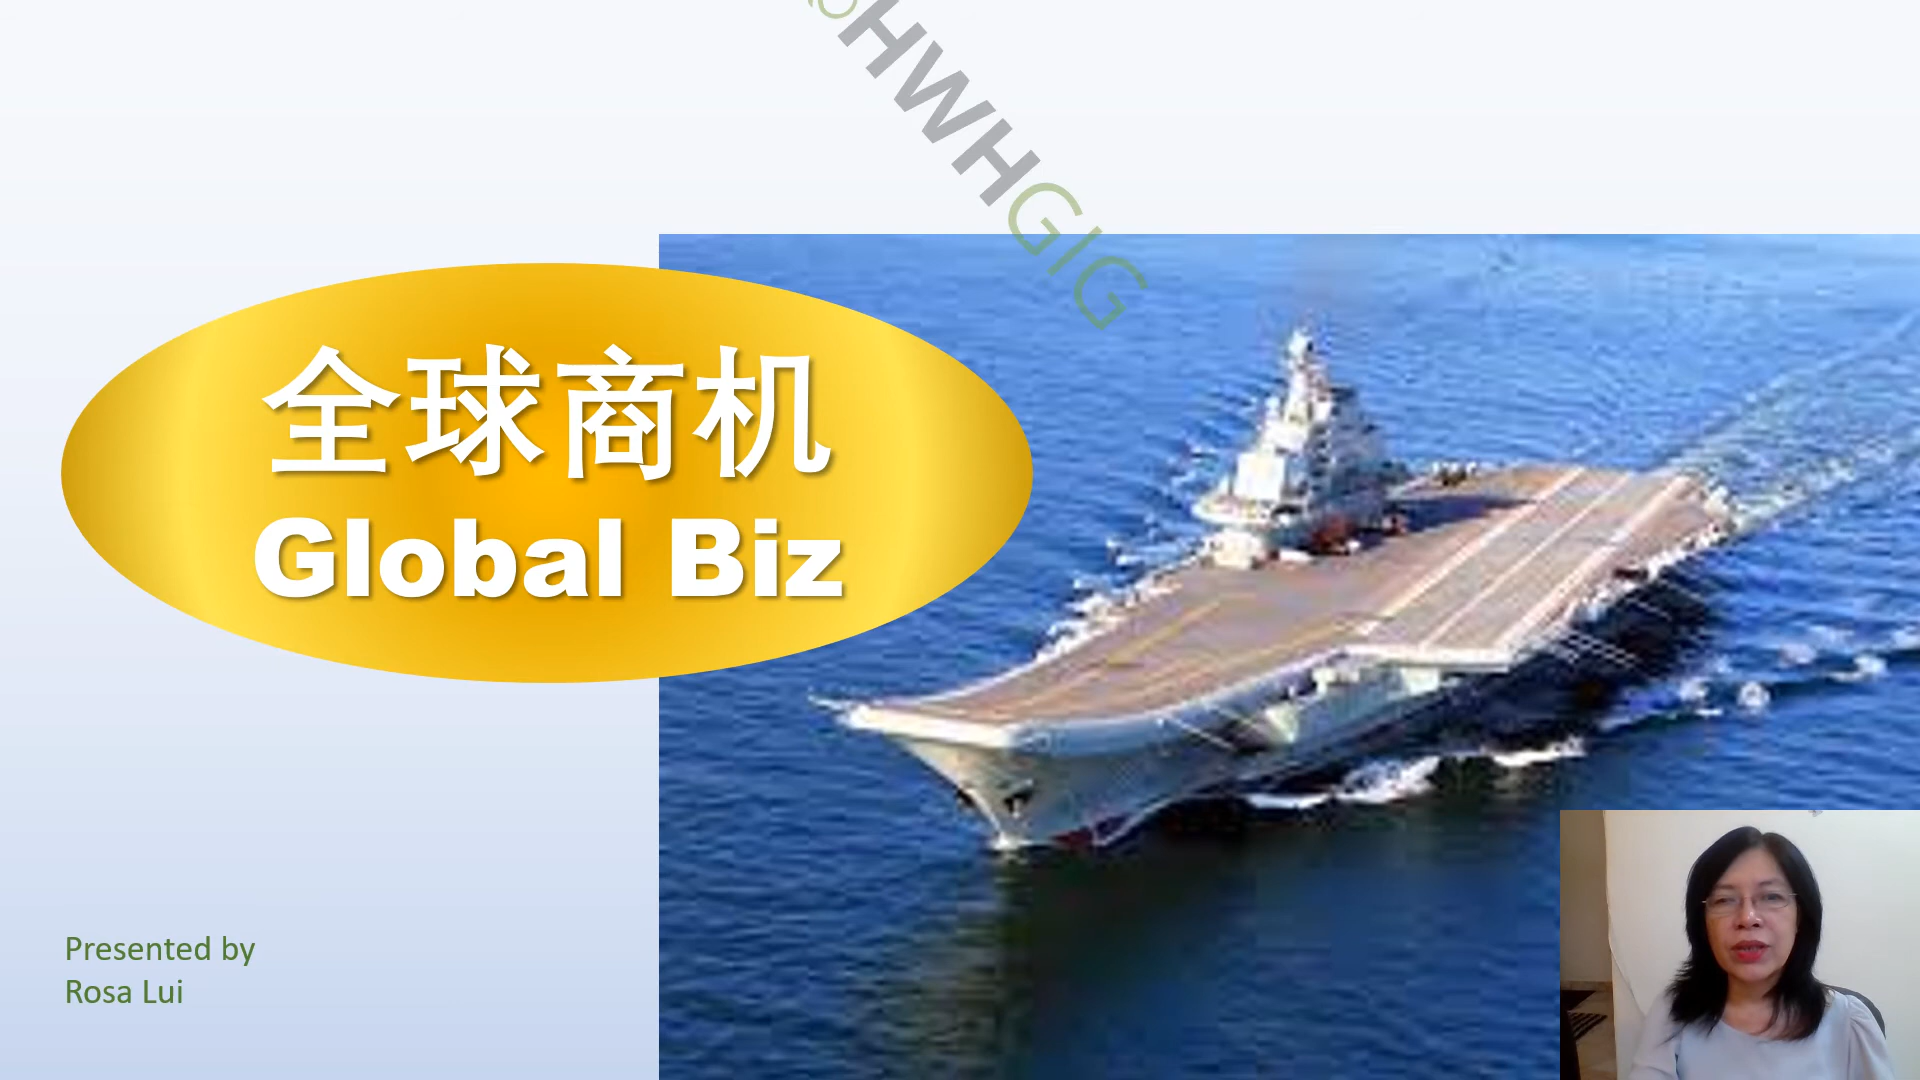 HWHGIG
全球商机
Global Biz
Presented by
Rosa Lui